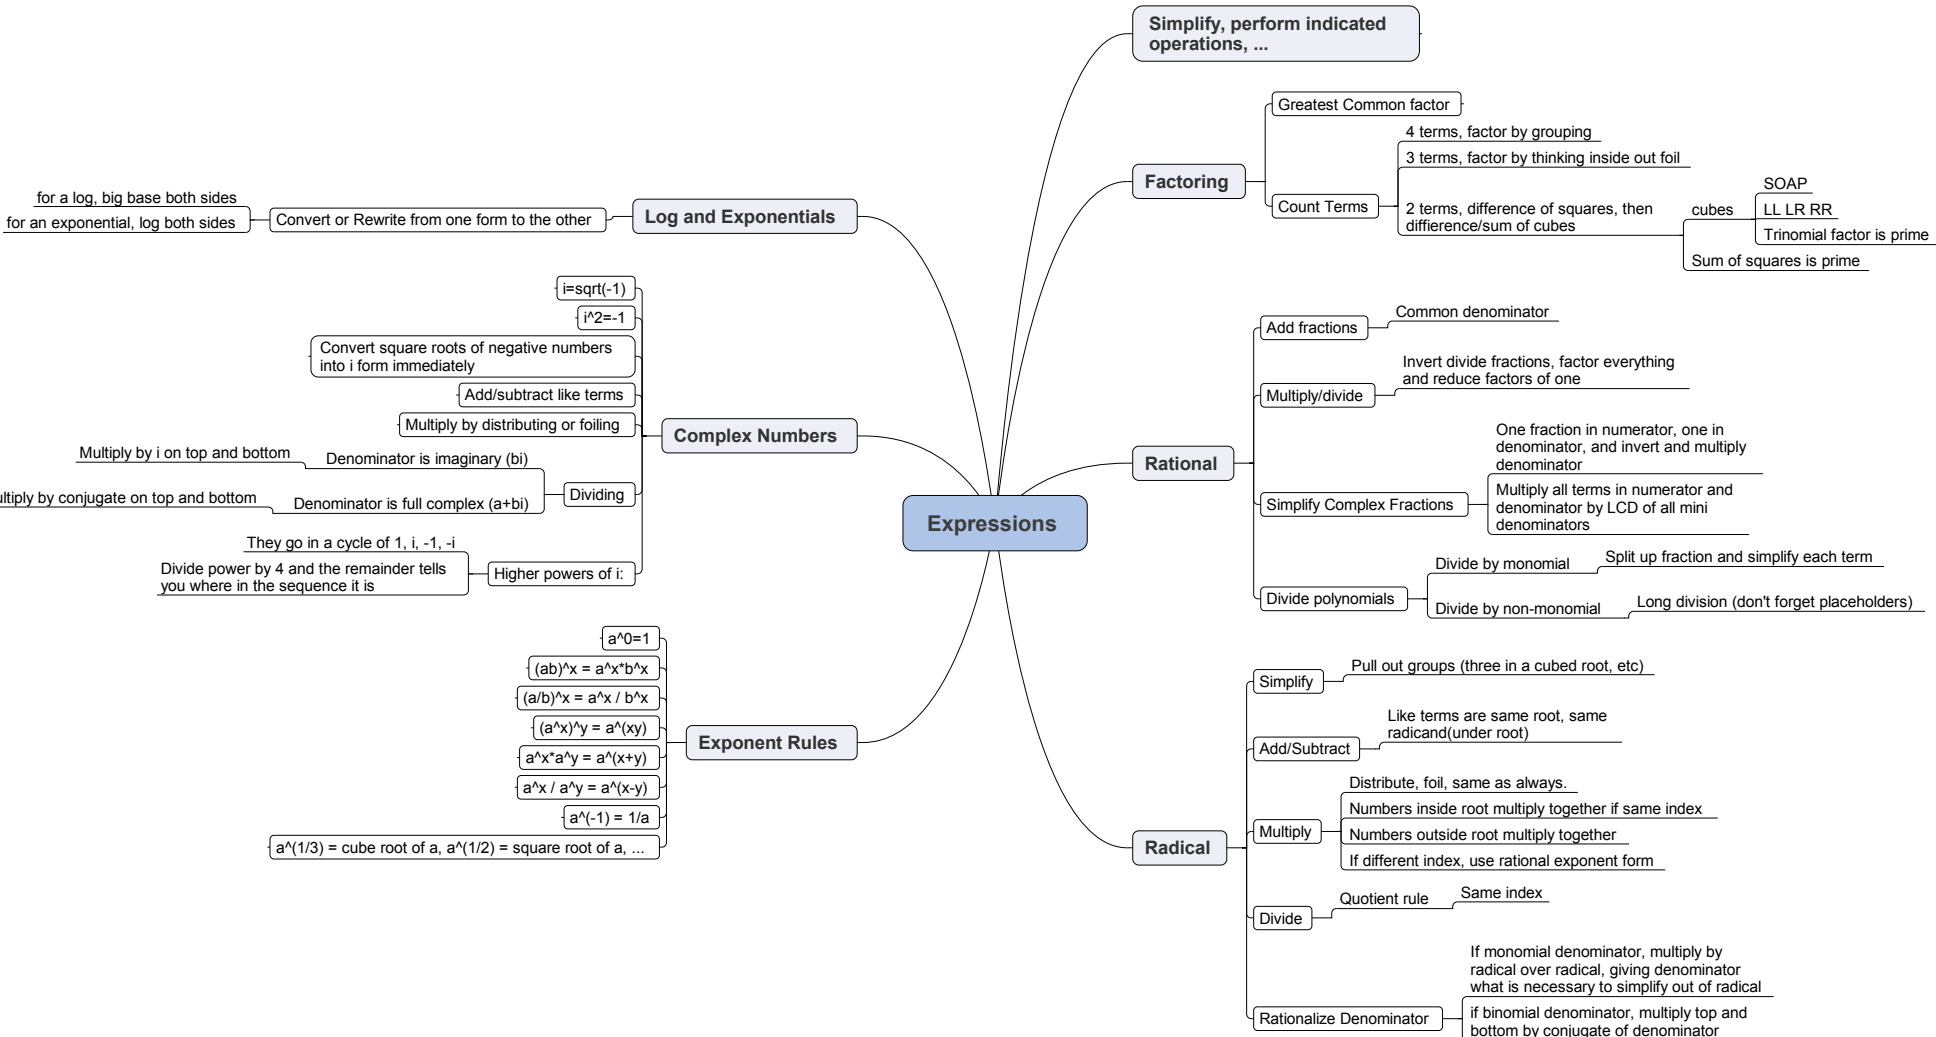 Simplify, perform indicated
operations, ...
Greatest Common factor
4 terms, factor by grouping
3 terms, factor by thinking inside out foil
Factoring
SOAP
for a log, big base both sides
Count Terms
2 terms, difference of squares, then
diffierence/sum of cubes
cubes
LL LR RR
Log and Exponentials
Convert or Rewrite from one form to the other
for an exponential, log both sides
Trinomial factor is prime
Sum of squares is prime
i=sqrt(-1)
i^2=-1
Convert square roots of negative numbers
into i form immediately
Add/subtract like terms
Multiply by distributing or foiling
Complex Numbers
Multiply by i on top and bottom
Denominator is imaginary (bi)
Dividing
ltiply by conjugate on top and bottom
Denominator is full complex (a+bi)
They go in a cycle of 1, i, -1, -i
Divide power by 4 and the remainder tells
you where in the sequence it is
Higher powers of i:
Expressions
Add fractions
Common denominator
Invert divide fractions, factor everything
and reduce factors of one
Multiply/divide
Rational
One fraction in numerator, one in
denominator, and invert and multiply
denominator
Simplify Complex Fractions
Multiply all terms in numerator and
denominator by LCD of all mini
denominators
Divide by monomial
Split up fraction and simplify each term
Divide polynomials
Divide by non-monomial
Long division (don't forget placeholders)
a^0=1
(ab)^x = a^x*b^x
(a/b)^x = a^x / b^x
(a^x)^y = a^(xy)
Exponent Rules
a^x*a^y = a^(x+y)
a^x / a^y = a^(x-y)
a^(-1) = 1/a
a^(1/3) = cube root of a, a^(1/2) = square root of a, ...
Simplify
Pull out groups (three in a cubed root, etc)
Add/Subtract
Like terms are same root, same
radicand(under root)
Distribute, foil, same as always.
Numbers inside root multiply together if same index
Multiply
Numbers outside root multiply together
If different index, use rational exponent form
Radical
Divide
Quotient rule
Same index
If monomial denominator, multiply by
radical over radical, giving denominator
what is necessary to simplify out of radical
Rationalize Denominator
if binomial denominator, multiply top and
bottom by conjugate of denominator